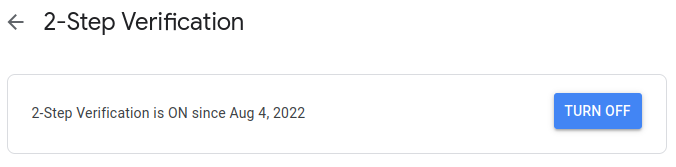 2-Step Verification
2-Step Verification is ON since Aug 4, 2022
TURN OFF